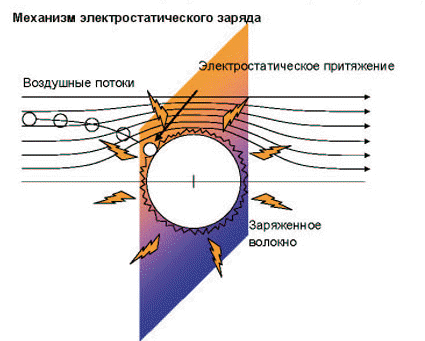 Механизм электростатического заряда
Электростатическое притяжение
Воздушные потоки
Заряженное
волокно